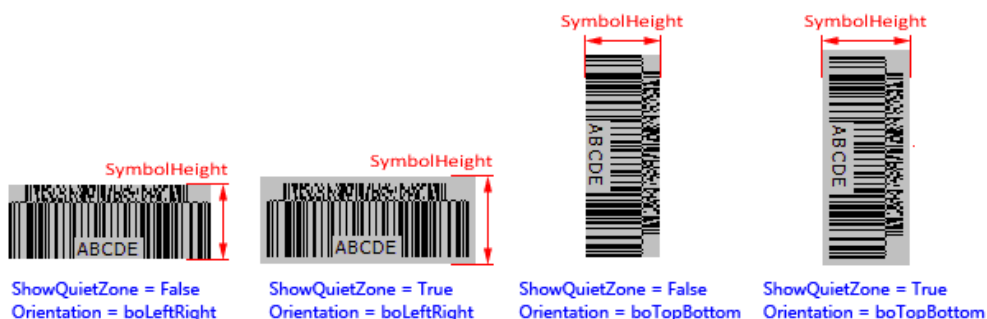 SymbolHeight
SymbolHeight
SymbolHeight
SymbolHeight
ABCDE
ABCDE
ABCDE
ABCDE
ShowQuietZone = False
Orientation = boLeftRight
ShowQuietZone = True
Orientation = boLeftRight
ShowQuietZone = False
Orientation = boTopBottom
ShowQuietZone = True
Orientation = boTopBottom